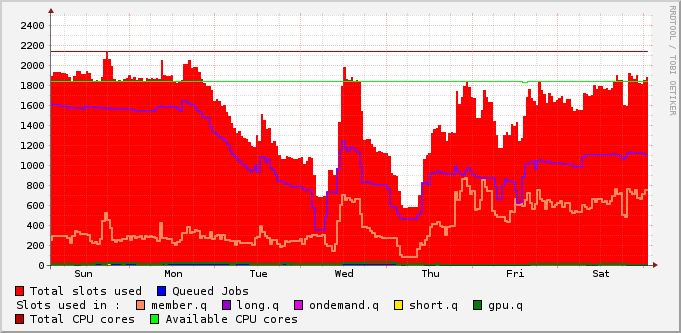 RRDTOOL / TOBI OETIKER
2400
2200
2000
1800
1600
1400
1200
1000
800
600
400
200
0
Sun Mon Tue Wed Thu Fri Sat
Total slots used Queued Jobs
Slots used in : member.q long.q ondemand.q short.q gpu.q
Total CPU cores Available CPU cores